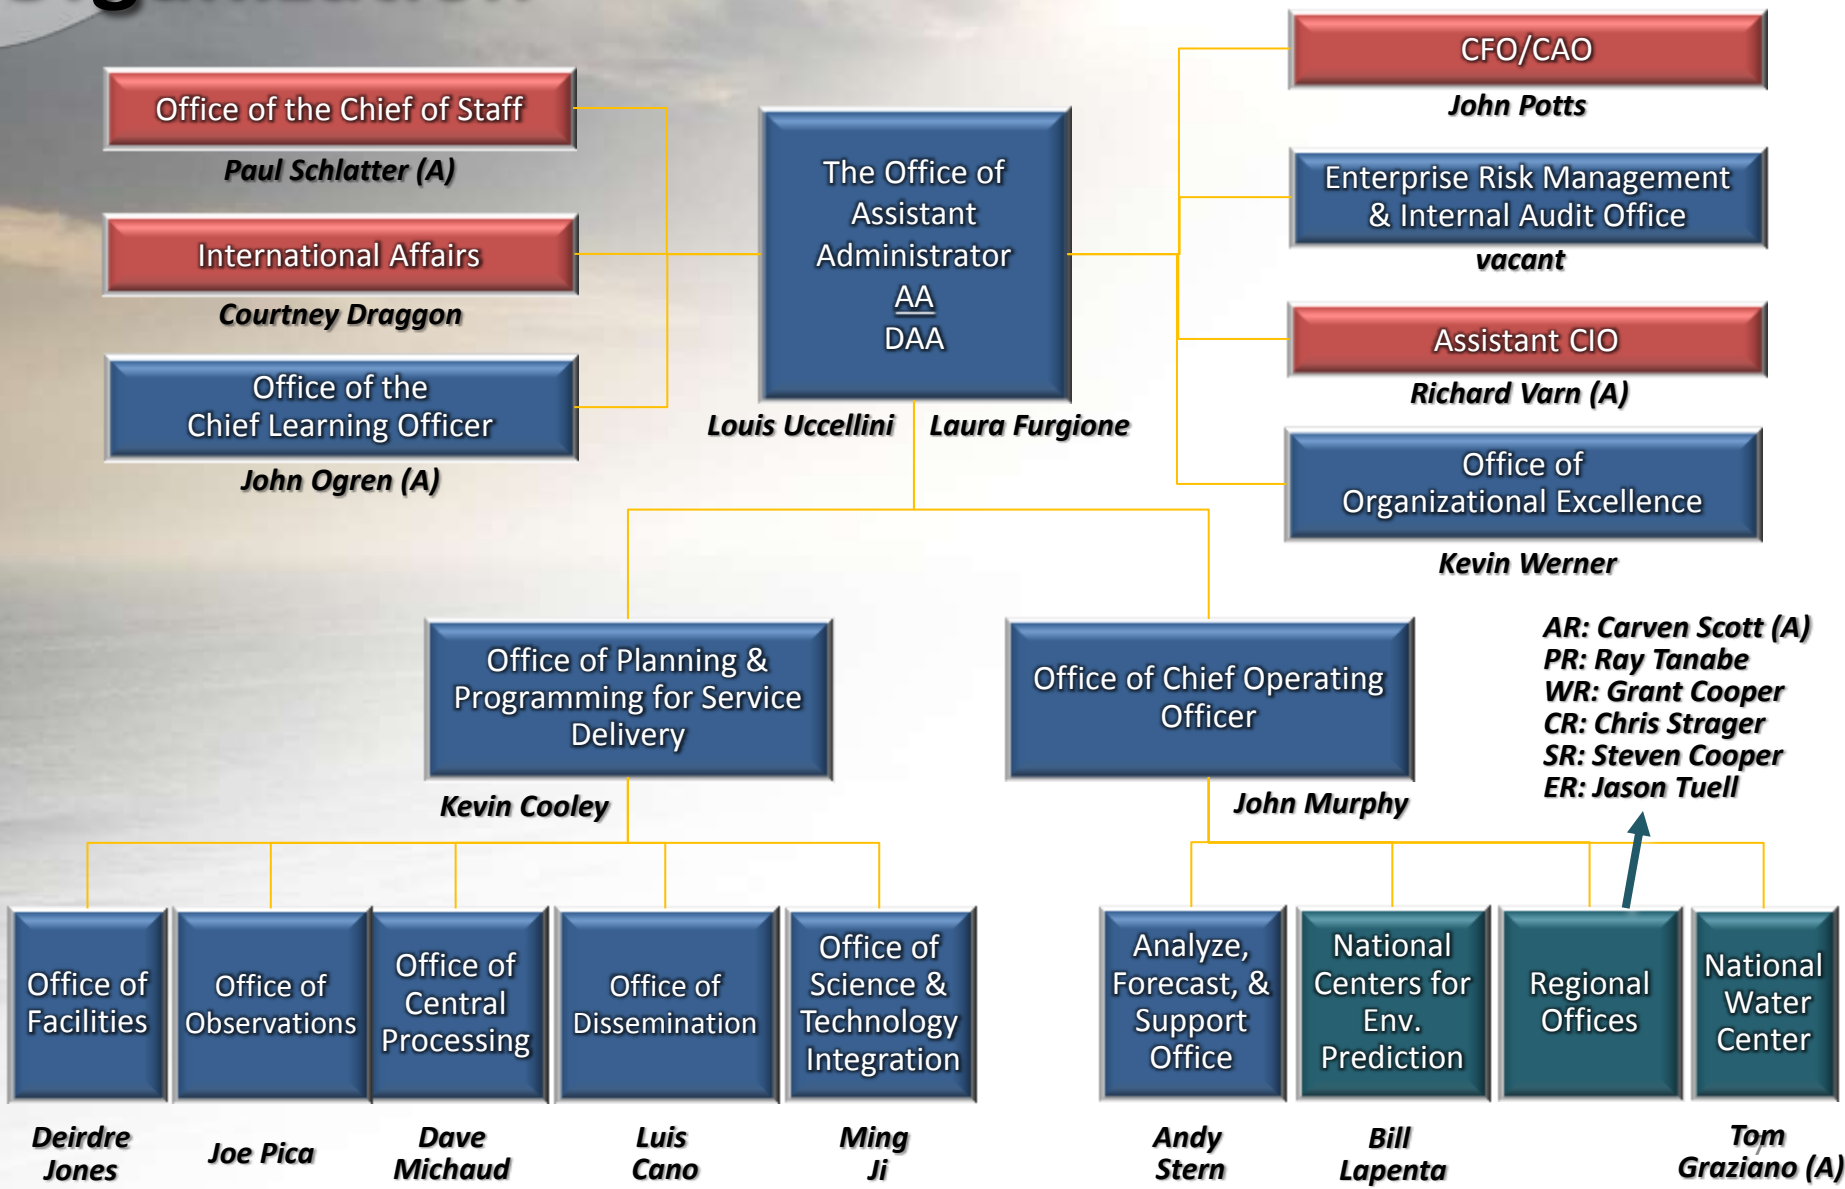 Organization
CFO/CAO
John Potts
Office of the Chief of Staff
Paul Schlatter (A)
International Affairs
Courtney Draggon
Office of the
Chief Learning Officer
John Ogren (A)
The Office of
Assistant
Administrator
AA
DAA
Louis Uccellini
Laura Furgione
Enterprise Risk Management
& Internal Audit Office
vacant
Assistant CIO
Richard Varn (A)
Office of
Organizational Excellence
Kevin Werner
Office of Planning &
Programming for Service
Delivery
Kevin Cooley
Office of Chief Operating
Officer
John Murphy
AR: Carven Scott (A)
PR: Ray Tanabe
WR: Grant Cooper
CR: Chris Strager
SR: Steven Cooper
ER: Jason Tuell
Office of
Facilities
Deirdre
Jones
Office of
Observations
Joe Pica
Office of
Central
Processing
Dave
Michaud
Office of
Dissemination
Luis
Cano
Office of
Science &
Technology
Integration
Ming
Ji
Analyze,
Forecast, &
Support
Office
Andy
Stern
National
Centers for
Env.
Prediction
Bill
Lapenta
Regional
Offices
National
Water
Center
Tom
Graziano (A)
7